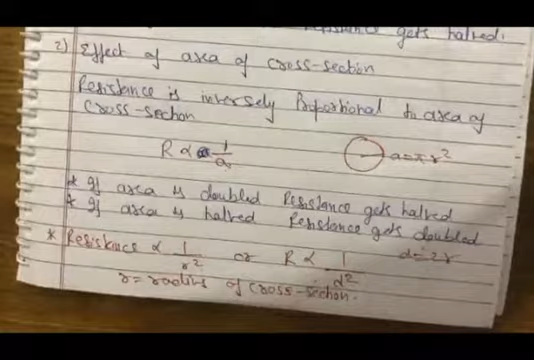 Resistance gets halved.
2) Effect of area of cross-section
Resistance is inversely Proportional to area of
cross-section
R ∝ 1/a a=πr²
* If area is doubled Resistance gets halved
* If area is halved Resistance gets doubled
* Resistance ∝ 1/r² or R ∝ 1/d² d=2r
r = radius of cross-section.